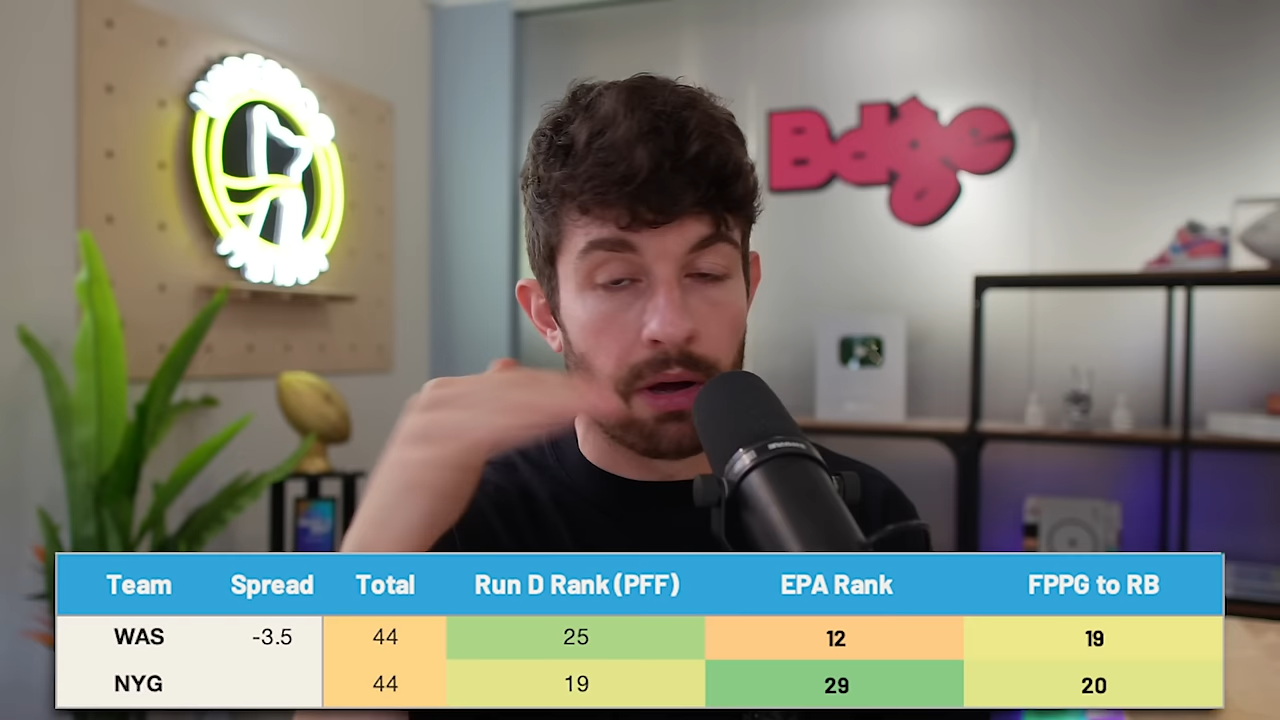 Bdge
Team Spread Total Run D Rank (PFF) EPA Rank FPPG to RB
WAS -3.5 44 25 12 19
NYG 44 19 29 20